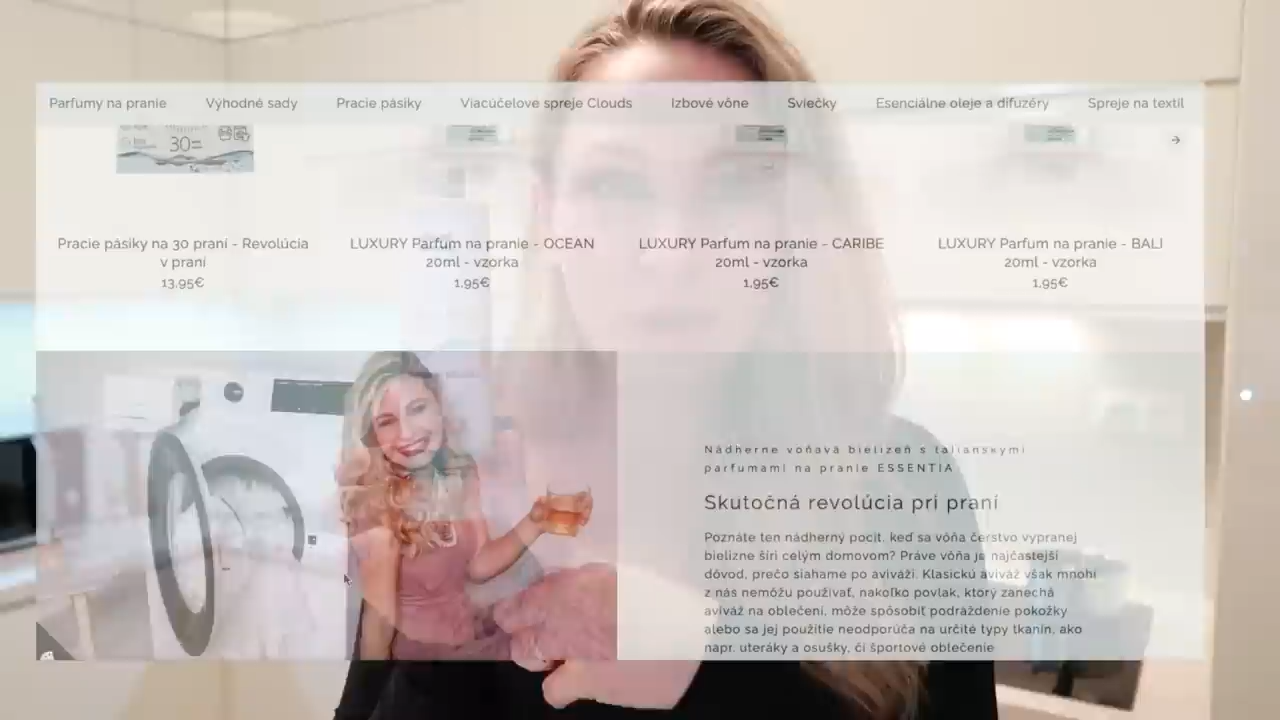 Parfumy na pranie Výhodné sady Pracie pásiky Viacúčelove spreje Clouds Izbové vône Sviečky Esenciálne oleje a difuzéry Spreje na textil
30
Pracie pásiky na 30 praní - Revolúcia
v praní
13,95€
LUXURY Parfum na pranie - OCEAN
20ml - vzorka
1,95€
LUXURY Parfum na pranie - CARIBE
20ml - vzorka
1,95€
LUXURY Parfum na pranie - BALI
20ml - vzorka
1,95€
Nádherne voňavá bielizeň s talianskymi
parfumami na pranie ESSENTIA
Skutočná revolúcia pri praní
Poznáte ten nádherný pocit, keď sa vôňa čerstvo vypranej
bielizne šíri celým domovom? Práve vôňa je najčastejší
dôvod, prečo siahame po aviváži. Klasickú aviváž však mnohí
z nás nemôžu používať, nakoľko povlak, ktorý zanechá
aviváž na oblečení, môže spôsobiť podráždenie pokožky
alebo sa jej použitie neodporúča na určité typy tkanín, ako
napr. uteráky a osušky, či športové oblečenie